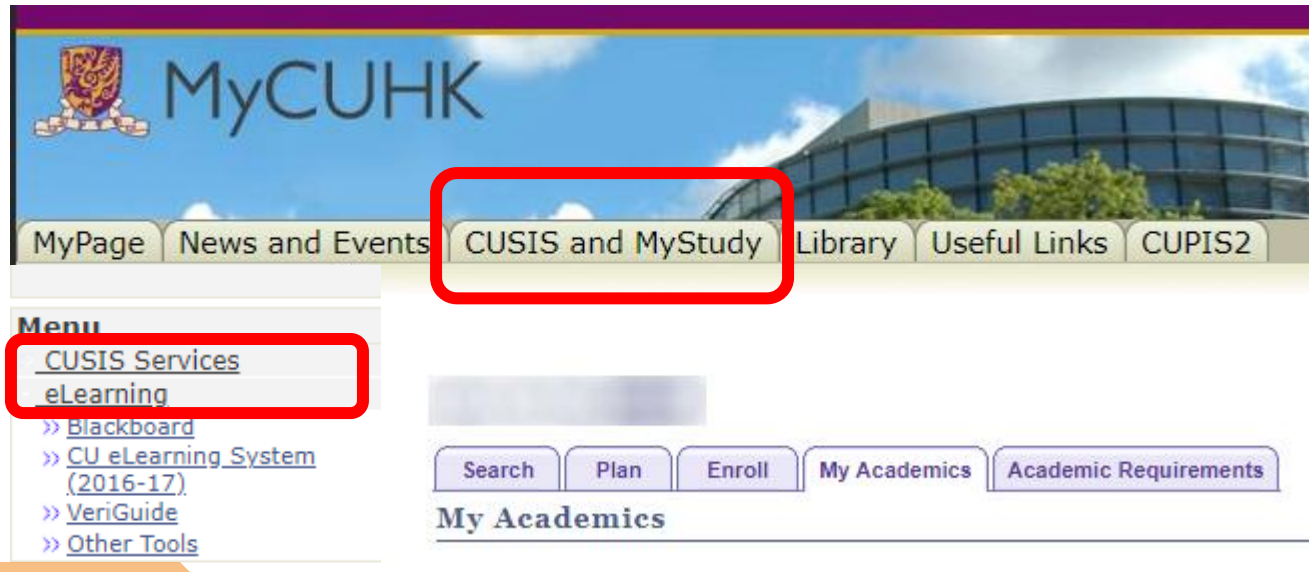 MyCUHK
MyPage News and Events CUSIS and MyStudy Library Useful Links CUPIS2
Menu
CUSIS Services
eLearning
>> Blackboard
>> CU eLearning System
(2016-17)
>> VeriGuide
>> Other Tools
Search Plan Enroll My Academics Academic Requirements
My Academics